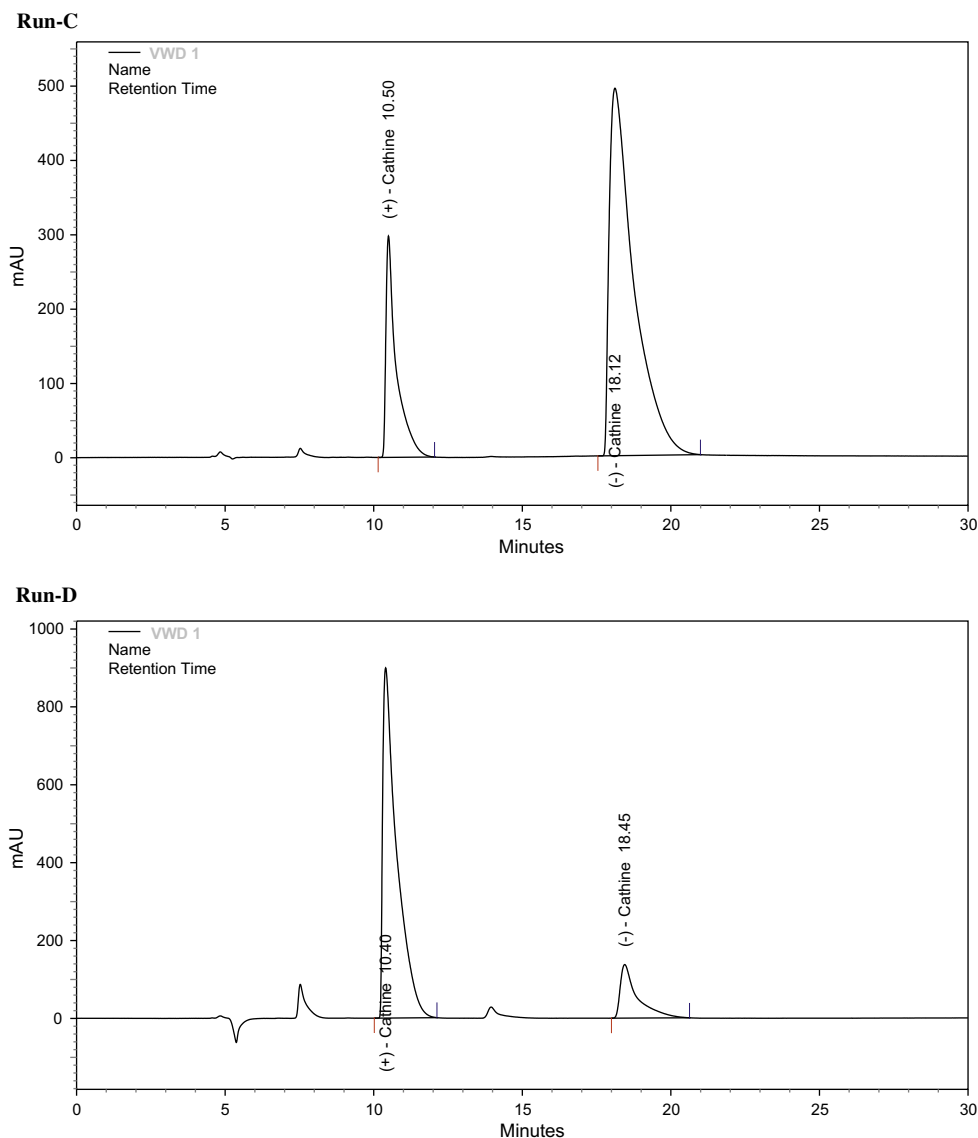 Run-C
VWD 1
Name
Retention Time
(+) - Cathine 10.50
(-) - Cathine 18.12
500
400
300
200
100
0
mAU
0 5 10 15 20 25 30
Minutes
Run-D
VWD 1
Name
Retention Time
(+) - Cathine 10.40
(-) - Cathine 18.45
1000
800
600
400
200
0
mAU
0 5 10 15 20 25 30
Minutes